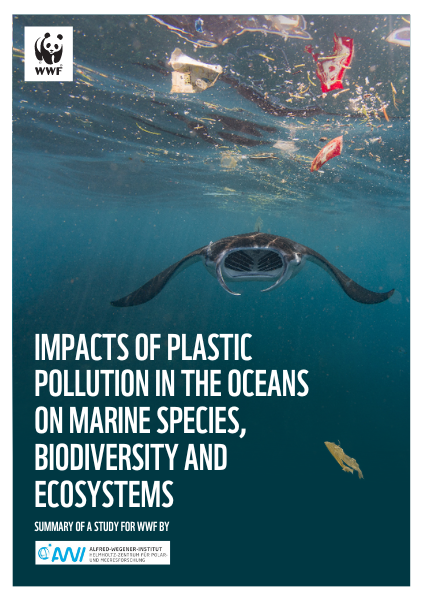 WWF
IMPACTS OF PLASTIC
POLLUTION IN THE OCEANS
ON MARINE SPECIES,
BIODIVERSITY AND
ECOSYSTEMS
SUMMARY OF A STUDY FOR WWF BY
AWI
ALFRED-WEGENER-INSTITUT
HELMHOLTZ-ZENTRUM FÜR POLAR-
UND MEERESFORSCHUNG